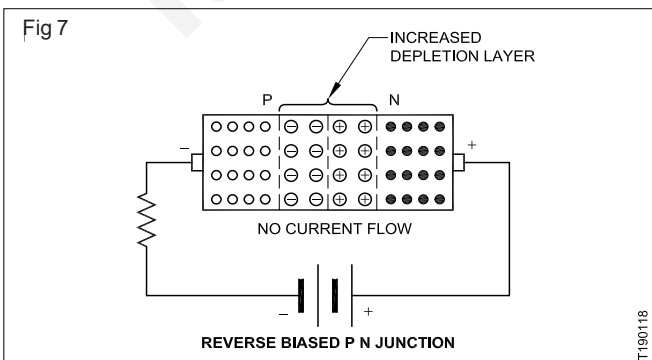 Fig 7
INCREASED
DEPLETION LAYER
P N
− +
NO CURRENT FLOW
− +
REVERSE BIASED P N JUNCTION
T190118